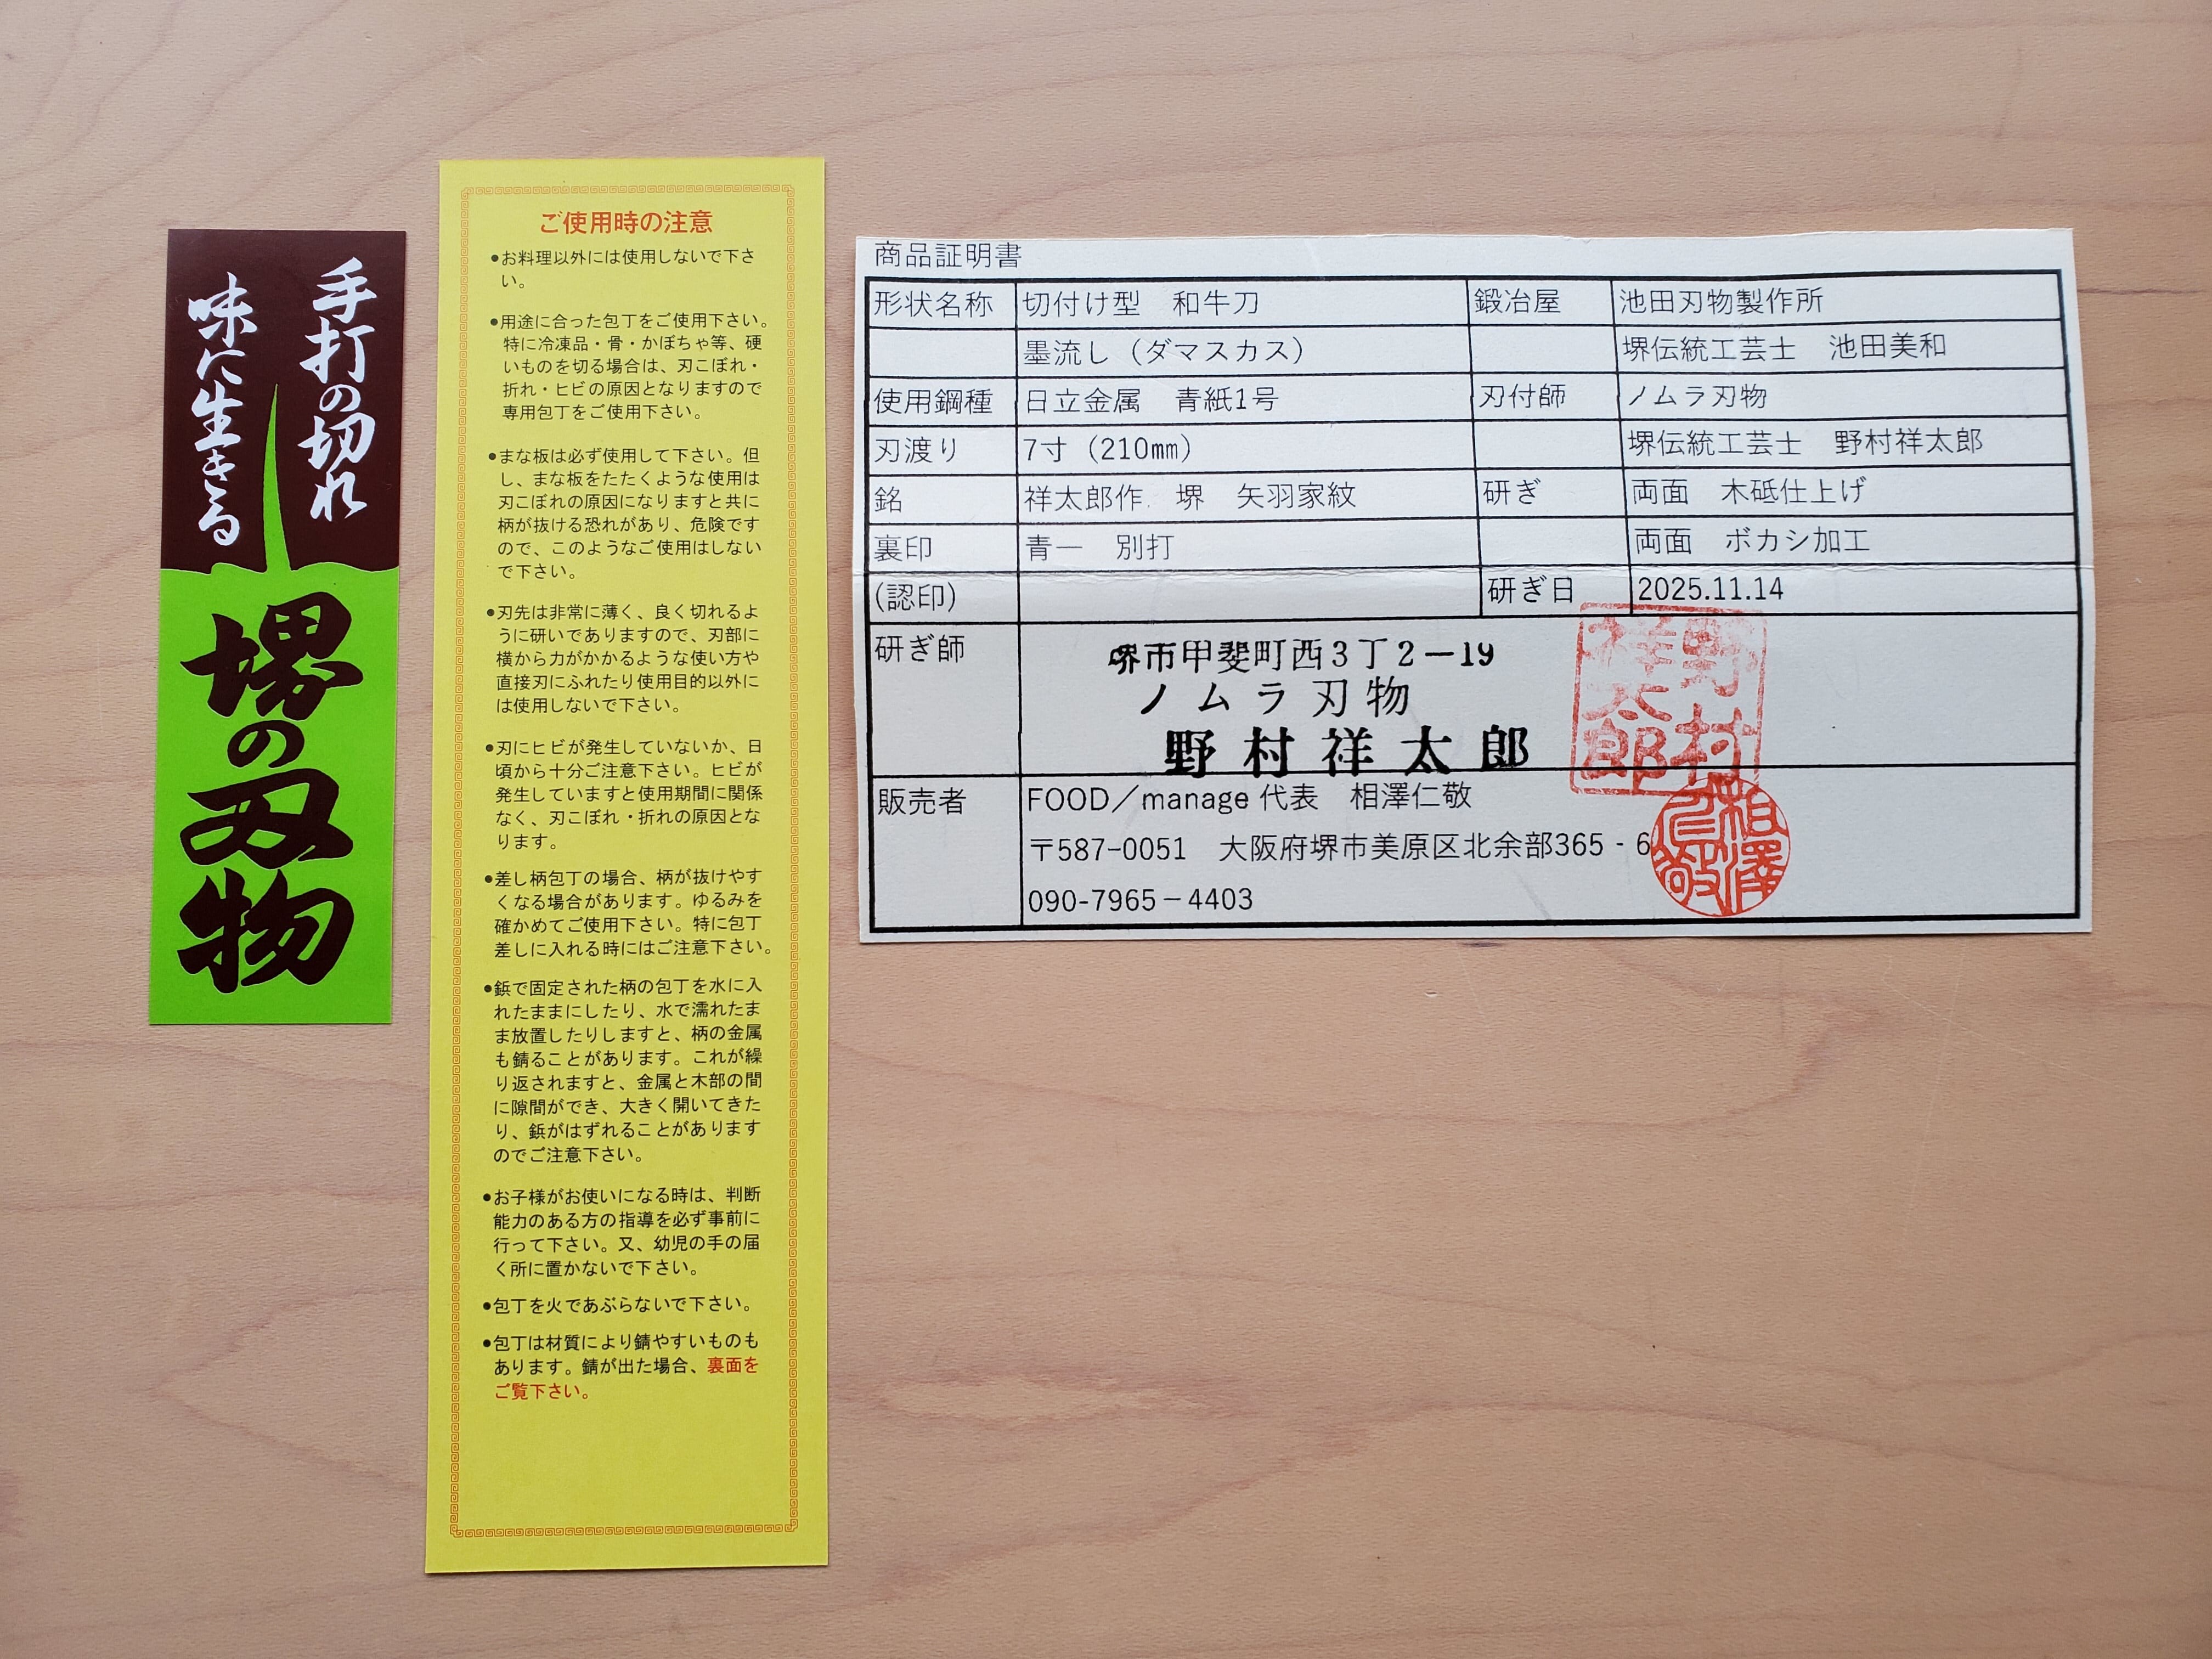 手打の切れ
味に生きる
堺の刃物
ご使用時の注意
●お料理以外には使用しないで下さ
い。
●用途に合った包丁をご使用下さい。
特に冷凍品・骨・かぼちゃ等、硬
いものを切る場合は、刃こぼれ・
折れ・ヒビの原因となりますので
専用包丁をご使用下さい。
●まな板は必ず使用して下さい。但
し、まな板をたたくような使用は
刃こぼれの原因になりますと共に
柄が抜ける恐れがあり、危険です
ので、このようなご使用はしない
で下さい。
●刃先は非常に薄く、良く切れるよ
うに研いでありますので、刃部に
横から力がかかるような使い方や
直接刃にふれたり使用目的以外に
は使用しないで下さい。
●刃にヒビが発生していないか、日
頃から十分ご注意下さい。ヒビが
発生していますと使用期間に関係
なく、刃こぼれ・折れの原因とな
ります。
●差し柄包丁の場合、柄が抜けやす
くなる場合があります。ゆるみを
確かめてご使用下さい。特に包丁
差しに入れる時にはご注意下さい。
●鋲で固定された柄の包丁を水に入
れたままにしたり、水で濡れたま
ま放置したりしますと、柄の金属
も錆ることがあります。これが繰
り返されますと、金属と木部の間
に隙間ができ、大きく開いてきた
り、鋲がはずれることがあります
のでご注意下さい。
●お子様がお使いになる時は、判断
能力のある方の指導を必ず事前に
行って下さい。又、幼児の手の届
く所に置かないで下さい。
●包丁を火であぶらないで下さい。
●包丁は材質により錆やすいものも
あります。錆が出た場合、裏面を
ご覧下さい。
商品証明書
形状名称 切付け型 和牛刀 鍛冶屋 池田刃物製作所
墨流し（ダマスカス） 堺伝統工芸士 池田美和
使用鋼種 日立金属 青紙1号 刃付師 ノムラ刃物
刃渡り 7寸（210㎜） 堺伝統工芸士 野村祥太郎
銘 祥太郎作 堺 矢羽家紋 研ぎ 両面 木砥仕上げ
裏印 青一 別打 両面 ボカシ加工
(認印) 研ぎ日 2025.11.14
研ぎ師 堺市甲斐町西3丁2－19
ノムラ刃物
野村祥太郎
野村祥太郎
販売者 FOOD／manage 代表 相澤仁敬
〒587-0051 大阪府堺市美原区北余部365 - 6
090-7965－4403
相澤仁敬